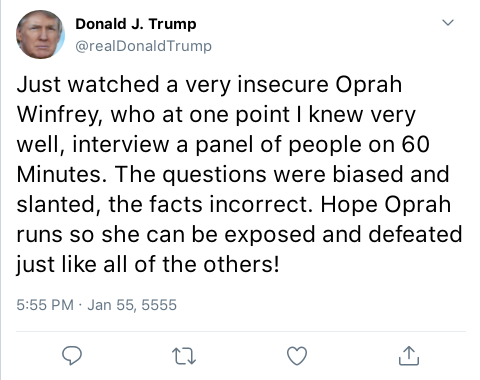 Donald J. Trump
@realDonaldTrump
Just watched a very insecure Oprah
Winfrey, who at one point I knew very
well, interview a panel of people on 60
Minutes. The questions were biased and
slanted, the facts incorrect. Hope Oprah
runs so she can be exposed and defeated
just like all of the others!
5:55 PM · Jan 55, 5555